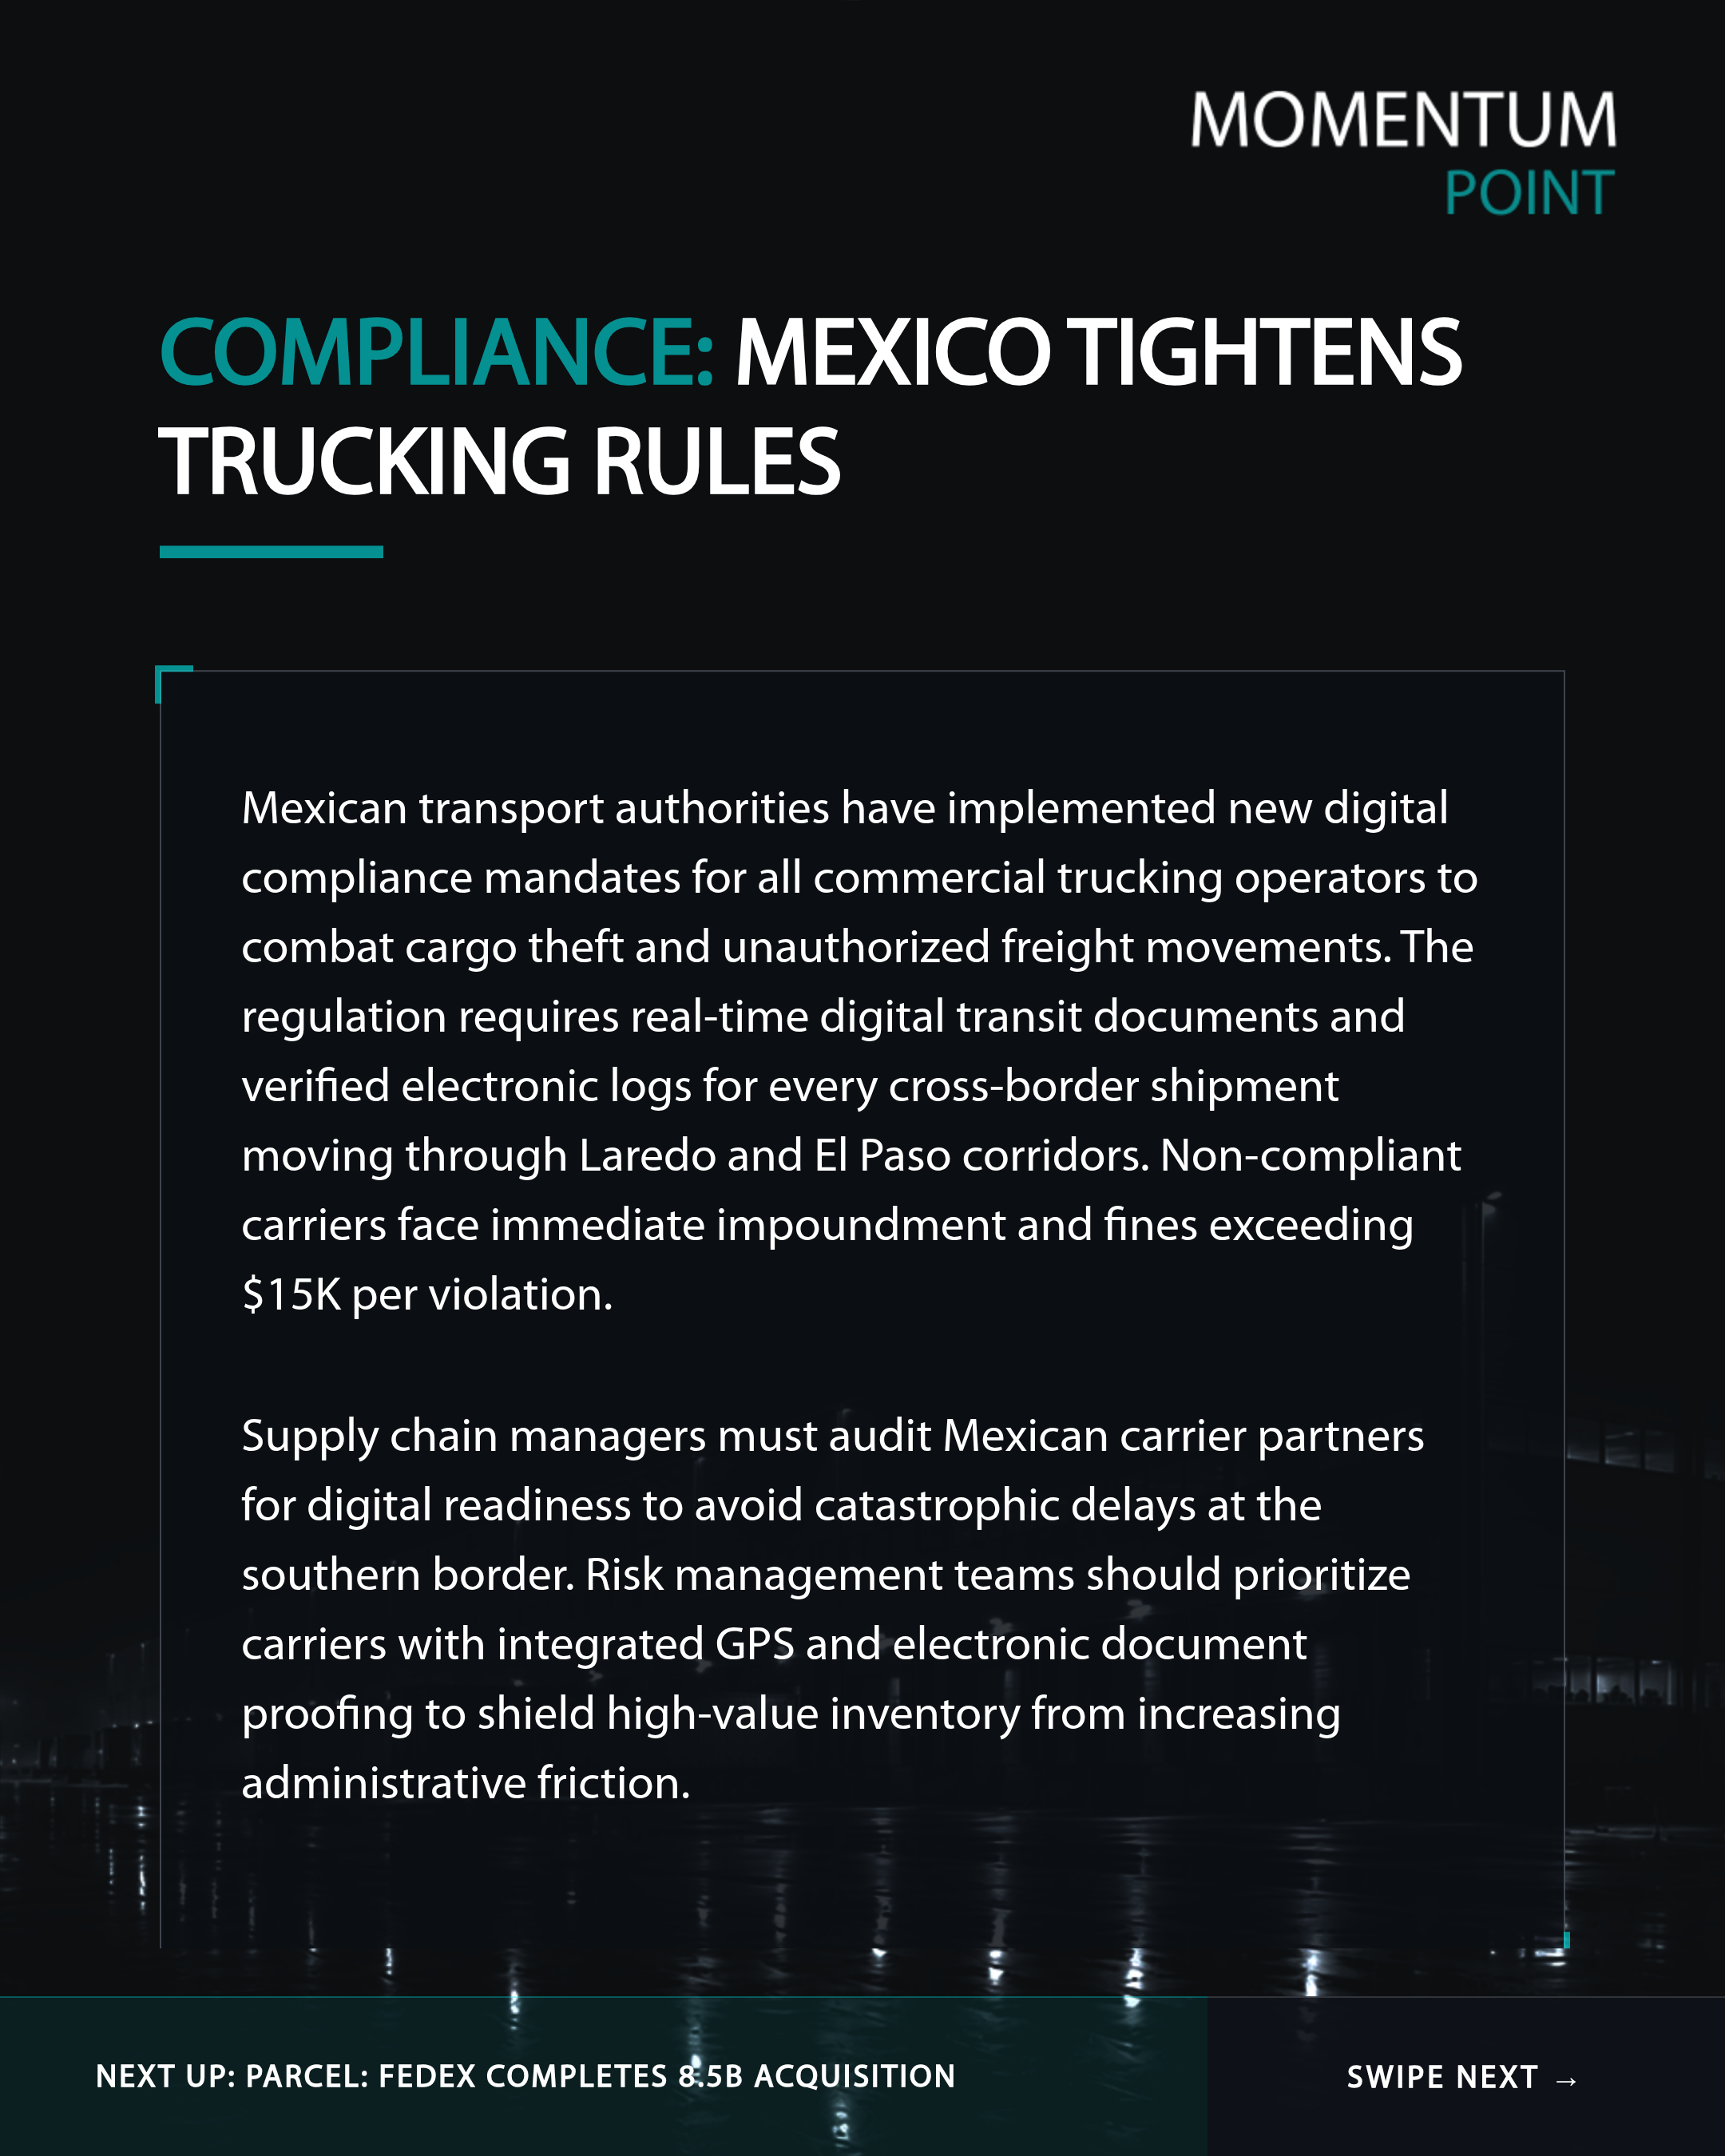 MOMENTUM
POINT
COMPLIANCE: MEXICO TIGHTENS
TRUCKING RULES
Mexican transport authorities have implemented new digital
compliance mandates for all commercial trucking operators to
combat cargo theft and unauthorized freight movements. The
regulation requires real-time digital transit documents and
verified electronic logs for every cross-border shipment
moving through Laredo and El Paso corridors. Non-compliant
carriers face immediate impoundment and fines exceeding
$15K per violation.
Supply chain managers must audit Mexican carrier partners
for digital readiness to avoid catastrophic delays at the
southern border. Risk management teams should prioritize
carriers with integrated GPS and electronic document
proofing to shield high-value inventory from increasing
administrative friction.
NEXT UP: PARCEL: FEDEX COMPLETES 8.5B ACQUISITION
SWIPE NEXT →